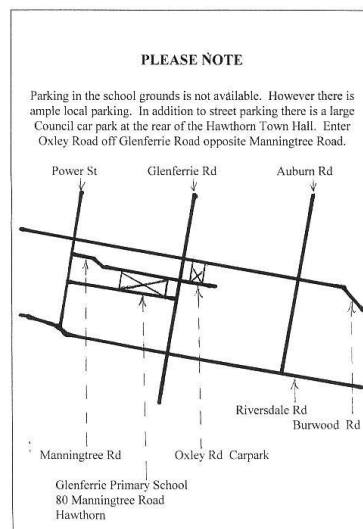 PLEASE NOTE
Parking in the school grounds is not available. However there is
ample local parking. In addition to street parking there is a large
Council car park at the rear of the Hawthorn Town Hall. Enter
Oxley Road off Glenferrie Road opposite Manningtree Road.
Power St Glenferrie Rd Auburn Rd
Riversdale Rd
Burwood Rd
Manningtree Rd Oxley Rd Carpark
Glenferrie Primary School
80 Manningtree Road
Hawthorn